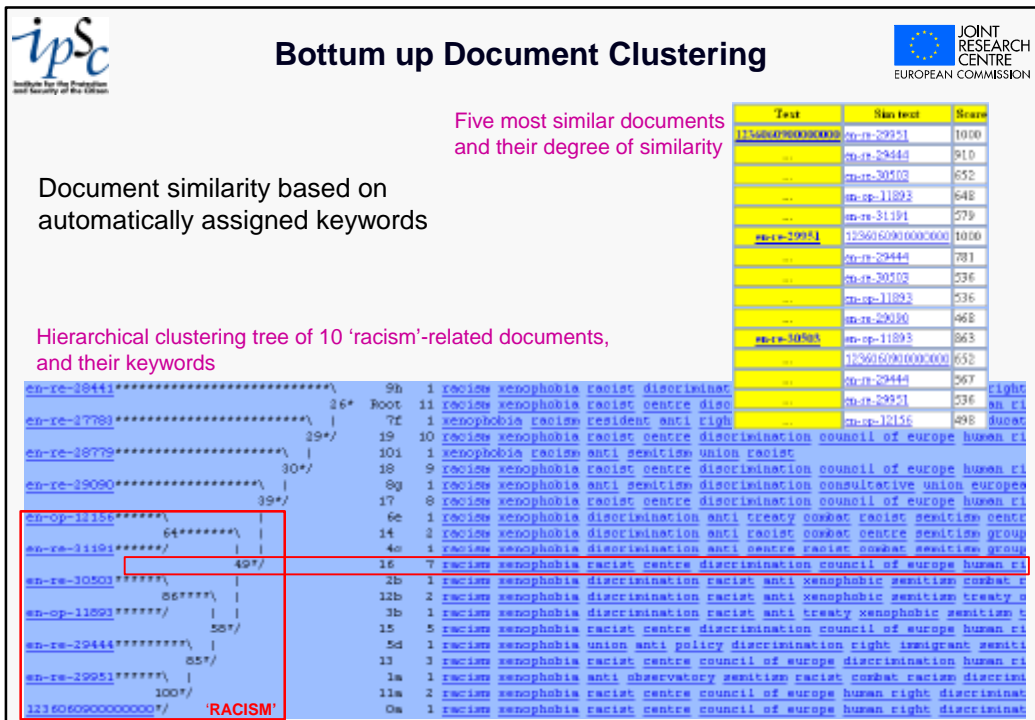 ipSc
Institute for the Protection
and Security of the Citizen
Bottum up Document Clustering
JOINT
RESEARCH
CENTRE
EUROPEAN COMMISSION
Five most similar documents
and their degree of similarity
Text Sim text Score
1236060900000000 en-re-29951 1000
... en-re-29444 910
... en-re-30503 652
... en-op-11893 648
... en-re-31191 579
en-re-29951 1236060900000000 1000
... en-re-29444 781
... en-re-30503 536
... en-op-11893 536
... en-re-29090 468
en-re-30503 en-op-11893 863
... 1236060900000000 652
... en-re-29444 567
... en-re-29951 536
... en-op-12156 498
Document similarity based on
automatically assigned keywords
Hierarchical clustering tree of 10 ‘racism’-related documents,
and their keywords
en-re-28441*****************************\ 9h 1 racism xenophobia racist discriminat right
26* Root 11 racism xenophobia racist centre disc an ri
en-re-27783**************************\ | 7f 1 xenophobia racism resident anti righ ducat
29*/ 19 10 racism xenophobia racist centre discrimination council of europe human ri
en-re-28779***********************\ | 10i 1 xenophobia racism anti semitism union racist
30*/ 18 9 racism xenophobia racist centre discrimination council of europe human ri
en-re-29090********************\ | 8g 1 racism xenophobia anti semitism discrimination consultative union europea
39*/ 17 8 racism xenophobia racist centre discrimination council of europe human ri
en-op-12156******\ | 6e 1 racism xenophobia discrimination anti treaty combat racist semitism centr
64*******\ | 14 2 racism xenophobia discrimination anti racist combat centre semitism group
en-re-31191******/ | | 4c 1 racism xenophobia discrimination anti centre racist combat semitism group
49*/ 16 7 racism xenophobia racist centre discrimination council of europe human ri
en-re-30503******\ | 2b 1 racism xenophobia discrimination racist anti xenophobic semitism combat r
86****\ | 12b 2 racism xenophobia discrimination racist anti xenophobic semitism treaty o
en-op-11893******/ | | 3b 1 racism xenophobia discrimination racist anti treaty xenophobic semitism t
58*/ 15 5 racism xenophobia racist centre discrimination council of europe human ri
en-re-29444*********\ | 5d 1 racism xenophobia union anti policy discrimination right immigrant semiti
85*/ 13 3 racism xenophobia racist centre council of europe discrimination human ri
en-re-29951******\ | 1a 1 racism xenophobia anti observatory semitism racist combat racism discrimi
100*/ 11a 2 racism xenophobia racist centre council of europe human right discriminat
1236060900000000*/ ‘RACISM’ 0a 1 racism xenophobia racist centre council of europe human right discriminat